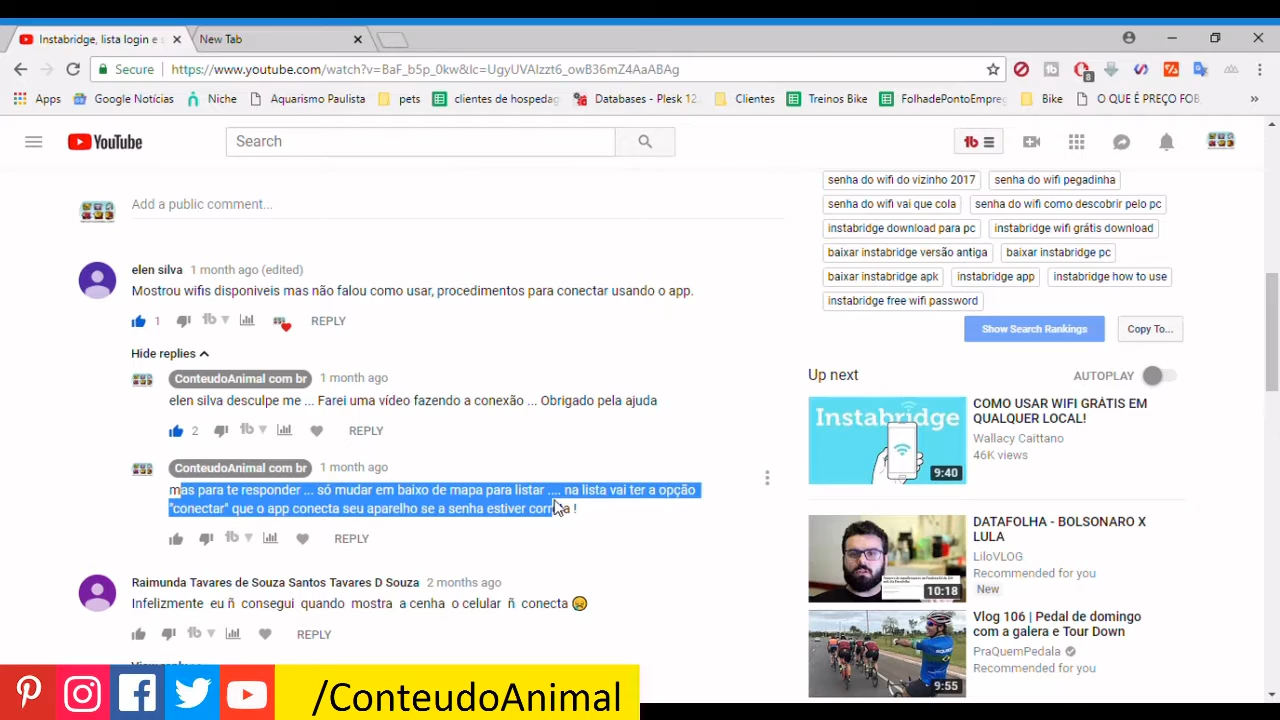 Instabridge, lista login e s
New Tab
Secure
https://www.youtube.com/watch?v=BaF_b5p_0kw&lc=UgyUVAlzzt6_owB36mZ4AaABAg
8
Apps
Google Notícias
Niche
Aquarismo Paulista
pets
clientes de hospedag
Databases - Plesk 12.
Clientes
Treinos Bike
FolhadePontoEmpreg
Bike
O QUE É PREÇO FOB
YouTube
Search
Add a public comment...
elen silva 1 month ago (edited)
Mostrou wifis disponiveis mas não falou como usar, procedimentos para conectar usando o app.
1
REPLY
Hide replies
ConteudoAnimal com br 1 month ago
elen silva desculpe me ... Farei uma vídeo fazendo a conexão ... Obrigado pela ajuda
2
REPLY
ConteudoAnimal com br 1 month ago
mas para te responder ... só mudar em baixo de mapa para listar .... na lista vai ter a opção
"conectar" que o app conecta seu aparelho se a senha estiver a !
REPLY
Raimunda Tavares de Souza Santos Tavares D Souza 2 months ago
Infelizmente eu quando mostra a cenha o celular ñ conecta
REPLY
senha do wifi do vizinho 2017
senha do wifi pegadinha
senha do wifi vai que cola
senha do wifi como descobrir pelo pc
instabridge download para pc
instabridge wifi grátis download
baixar instabridge versão antiga
baixar instabridge pc
baixar instabridge apk
instabridge app
instabridge how to use
instabridge free wifi password
Show Search Rankings
Copy To...
Up next
AUTOPLAY
Instabridge
9:40
COMO USAR WIFI GRÁTIS EM
QUALQUER LOCAL!
Wallacy Caittano
46K views
10:18
DATAFOLHA - BOLSONARO X
LULA
LiloVLOG
Recommended for you
New
9:55
Vlog 106 | Pedal de domingo
com a galera e Tour Down
PraQuemPedala
Recommended for you
/ConteudoAnimal